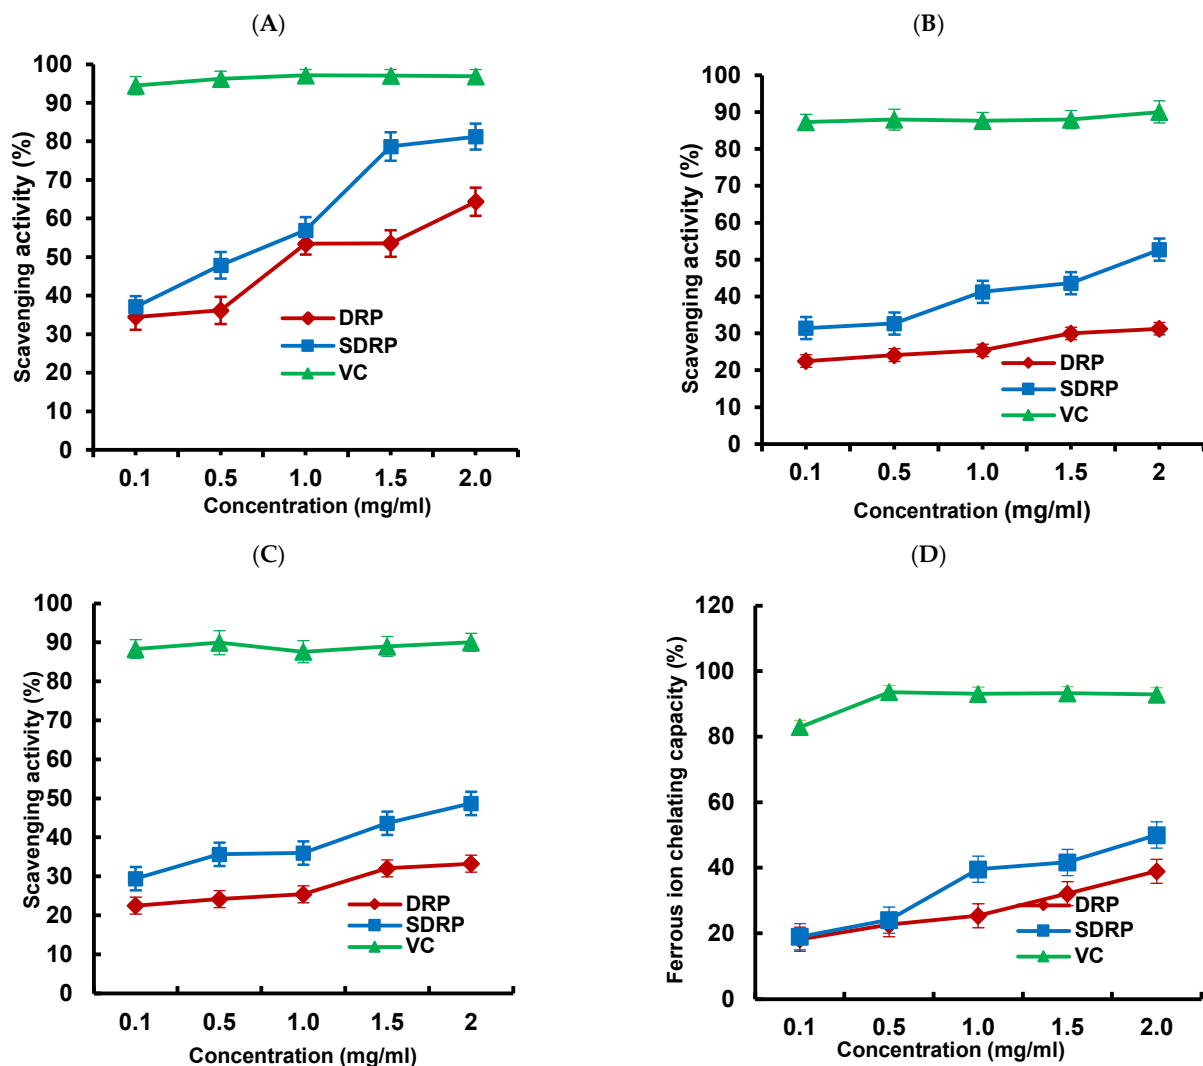 (A)
Scavenging activity (%)
100
90
80
70
60
50
40
30
20
10
0
DRP
SDRP
VC
0.1 0.5 1.0 1.5 2.0
Concentration (mg/ml)
(B)
Scavenging activity (%)
100
90
80
70
60
50
40
30
20
10
0
DRP
SDRP
VC
0.1 0.5 1.0 1.5 2
Concentration (mg/ml)
(C)
Scavenging activity (%)
100
90
80
70
60
50
40
30
20
10
0
DRP
SDRP
VC
0.1 0.5 1.0 1.5 2
Concentration (mg/ml)
(D)
Ferrous ion chelating capacity (%)
120
100
80
60
40
20
0
DRP
SDRP
VC
0.1 0.5 1.0 1.5 2.0
Concentration (mg/ml)